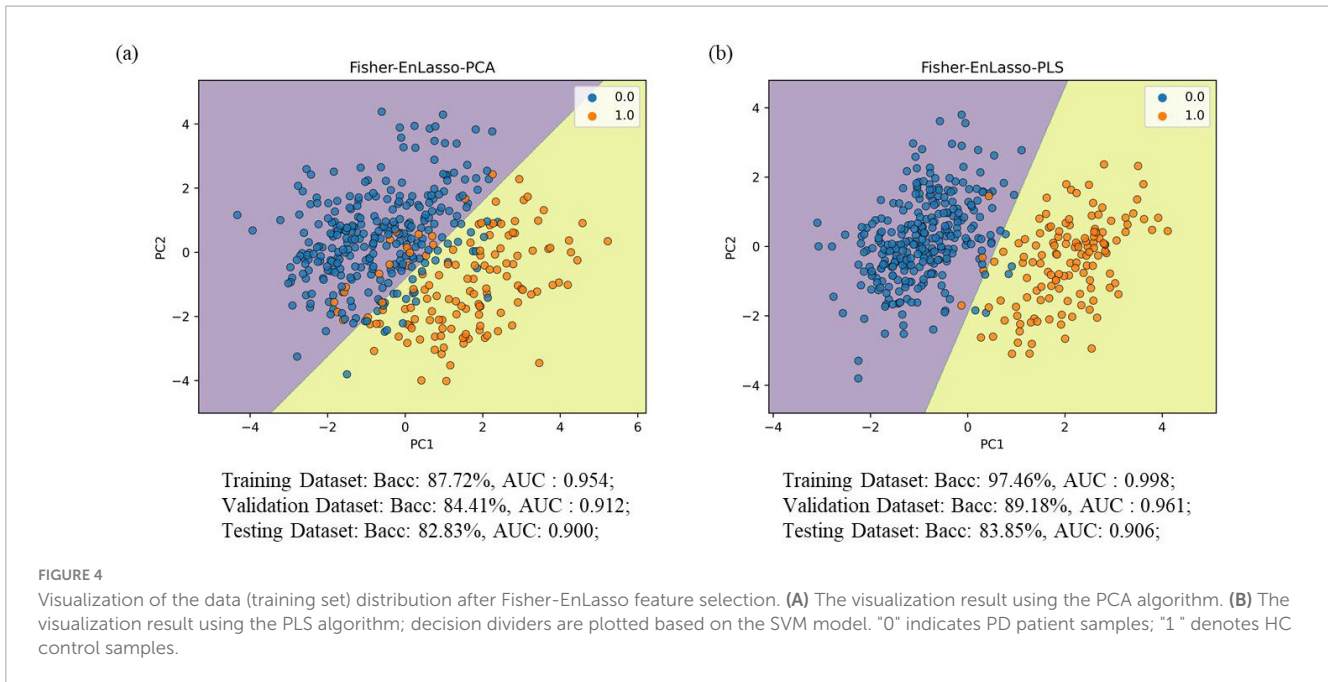 (a)
Fisher-EnLasso-PCA
0.0
1.0
4
2
0
−2
−4
PC2
−4
−2
0
2
4
6
PC1
Training Dataset: Bacc: 87.72%, AUC : 0.954;
Validation Dataset: Bacc: 84.41%, AUC : 0.912;
Testing Dataset: Bacc: 82.83%, AUC: 0.900;
(b)
Fisher-EnLasso-PLS
0.0
1.0
4
2
0
−2
−4
PC2
−4
−2
0
2
4
PC1
Training Dataset: Bacc: 97.46%, AUC : 0.998;
Validation Dataset: Bacc: 89.18%, AUC : 0.961;
Testing Dataset: Bacc: 83.85%, AUC: 0.906;
FIGURE 4
Visualization of the data (training set) distribution after Fisher-EnLasso feature selection. (A) The visualization result using the PCA algorithm. (B) The
visualization result using the PLS algorithm; decision dividers are plotted based on the SVM model. "0" indicates PD patient samples; "1 " denotes HC
control samples.